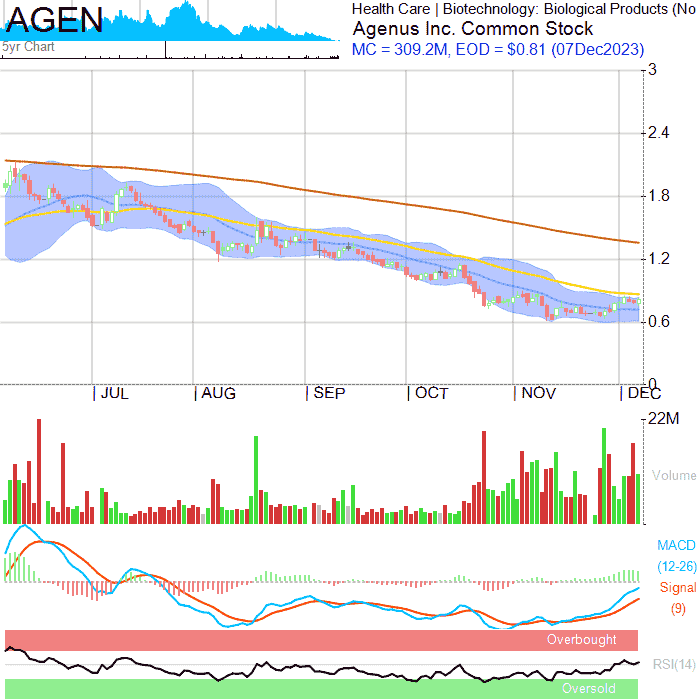 AGEN
5yr Chart
Health Care | Biotechnology: Biological Products (No
Agenus Inc. Common Stock
MC = 309.2M, EOD = $0.81 (07Dec2023)
3
2.4
1.8
1.2
0.6
0
JUL AUG SEP OCT NOV DEC
22M
Volume
MACD
(12-26)
Signal
(9)
Overbought
RSI(14)
Oversold